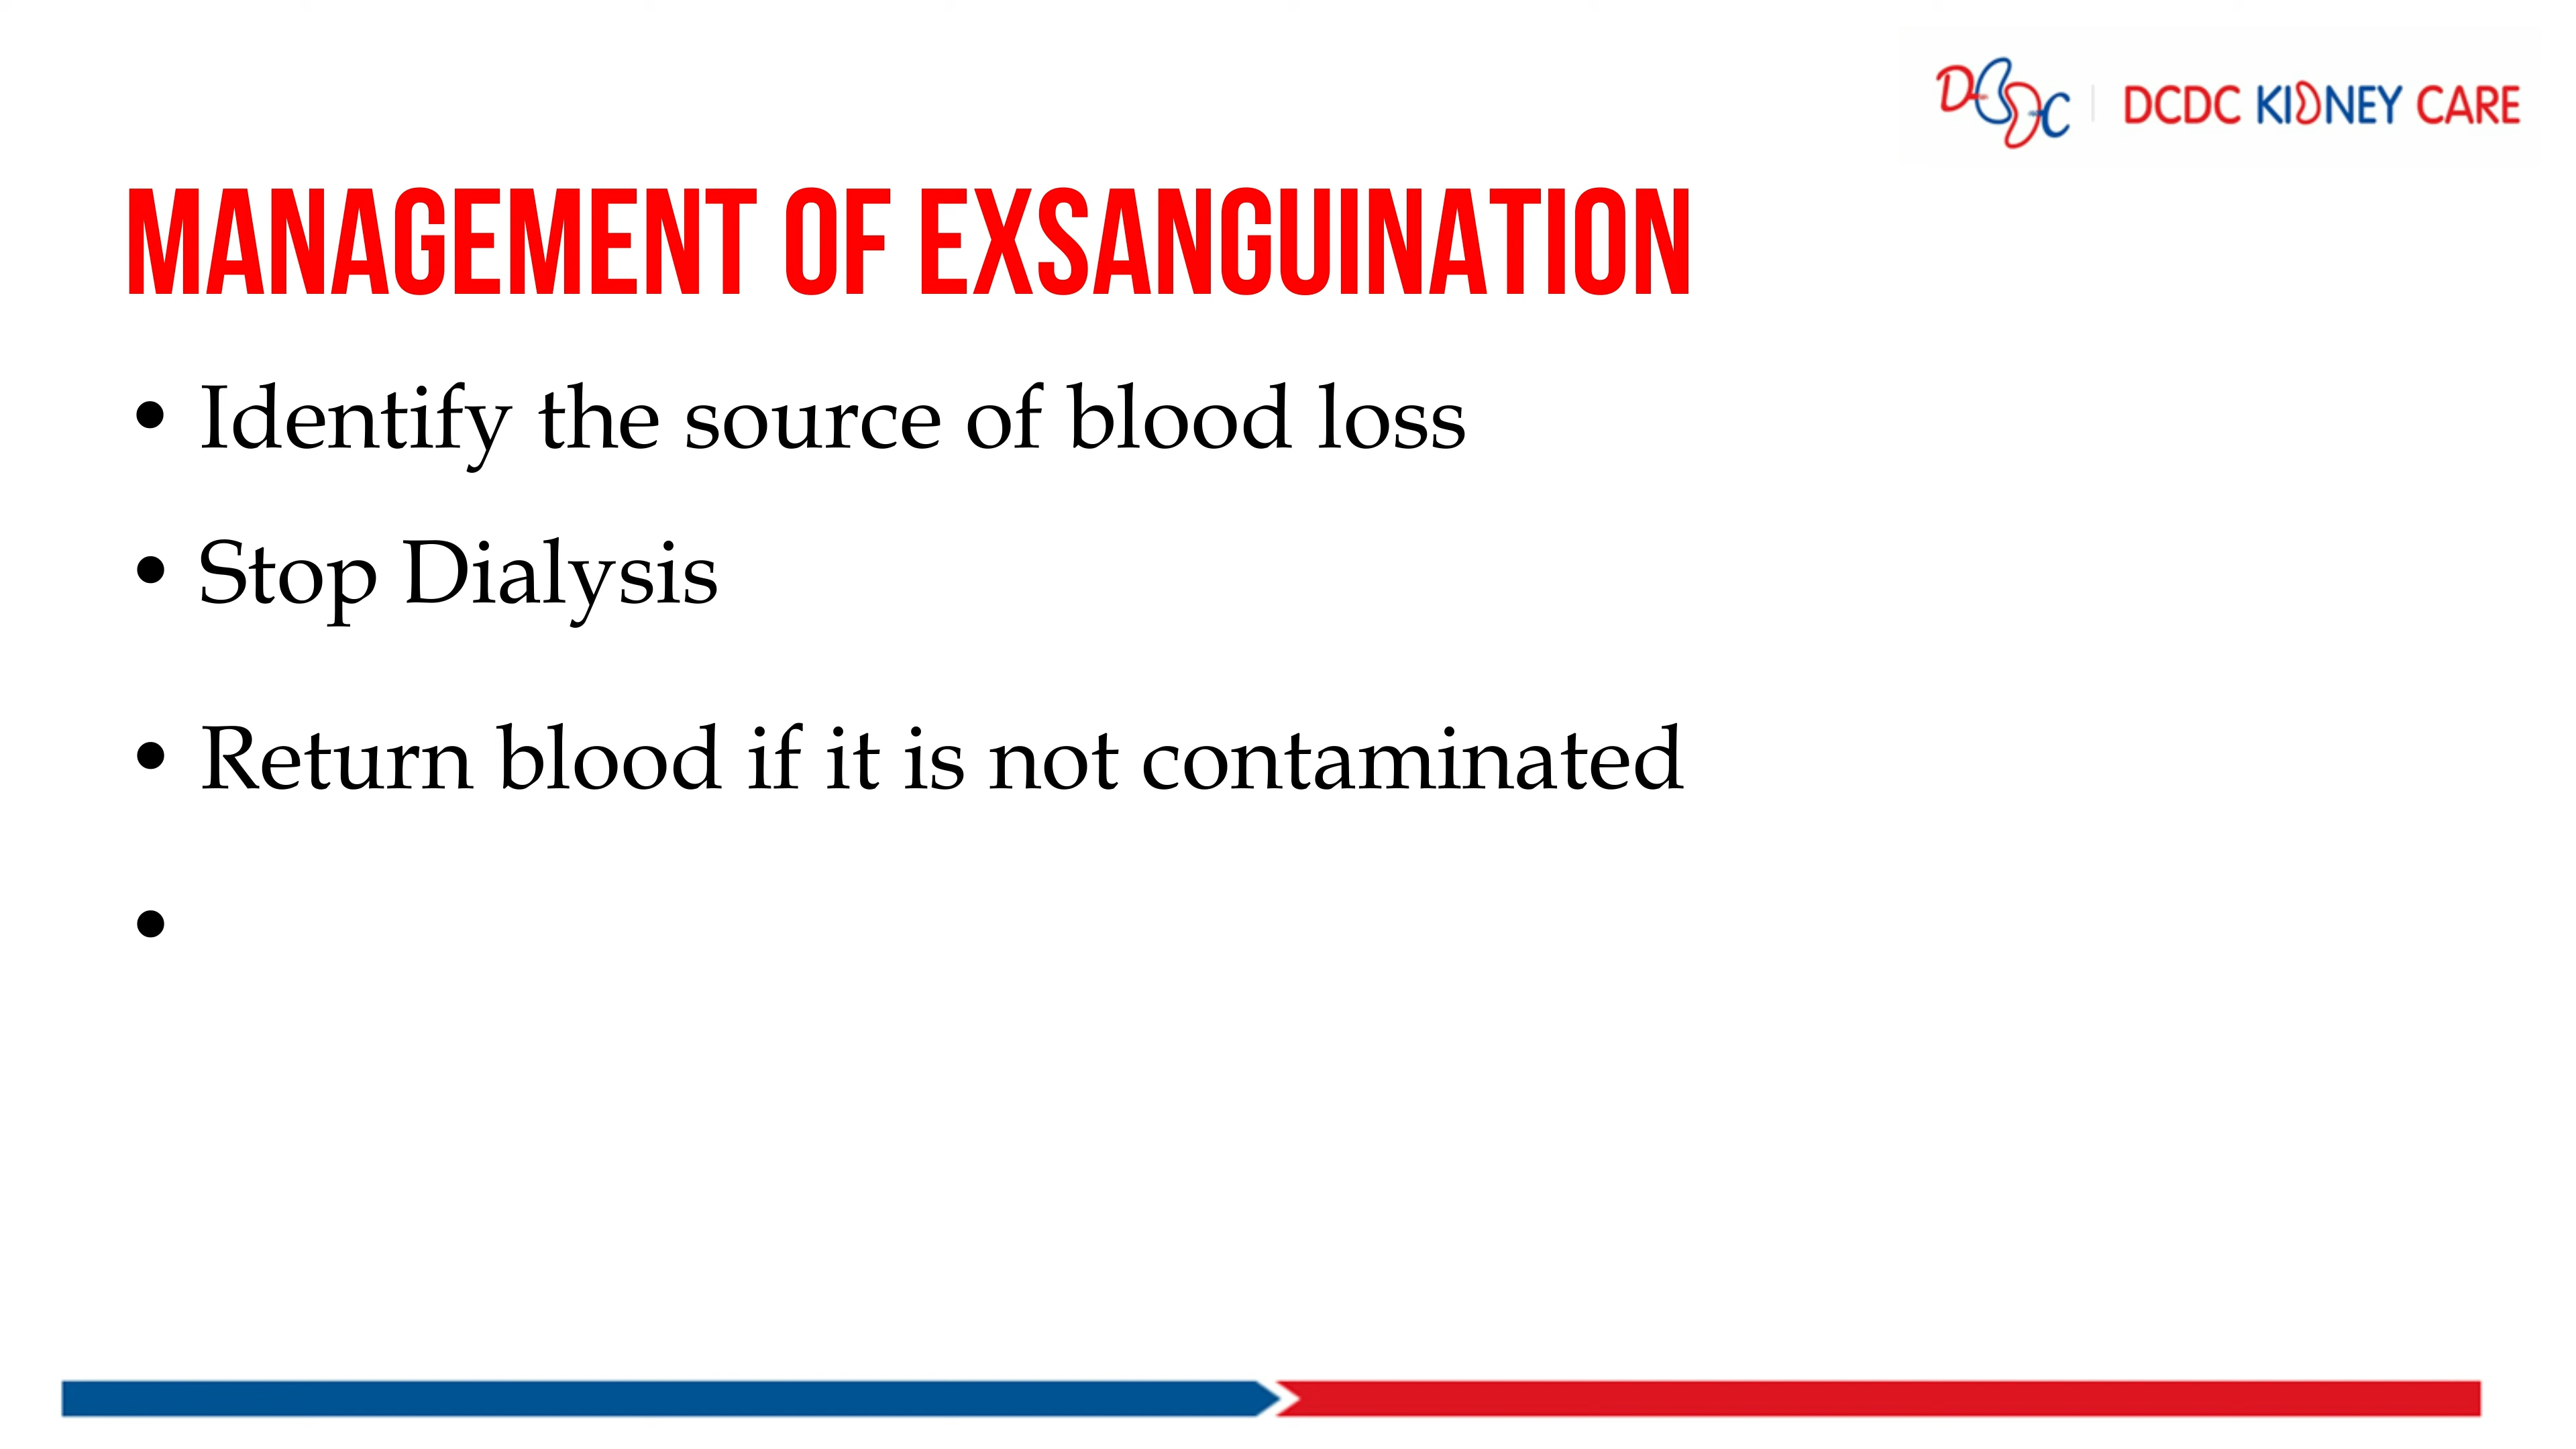 DCDC | DCDC KIDNEY CARE
MANAGEMENT OF EXSANGUINATION
• Identify the source of blood loss
• Stop Dialysis
• Return blood if it is not contaminated
•